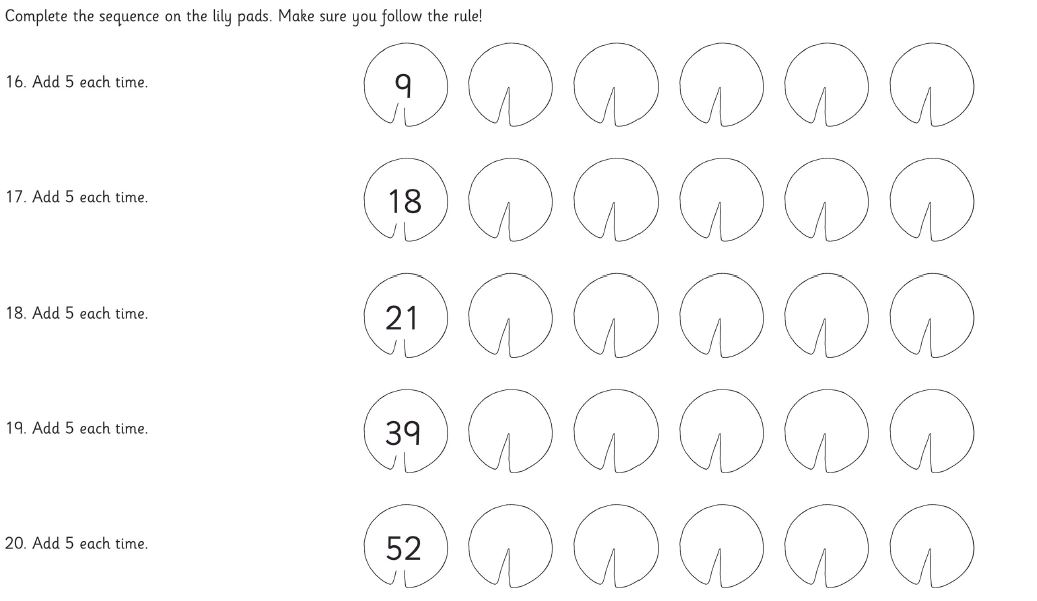 Complete the sequence on the lily pads. Make sure you follow the rule!
16. Add 5 each time. 9
17. Add 5 each time. 18
18. Add 5 each time. 21
19. Add 5 each time. 39
20. Add 5 each time. 52